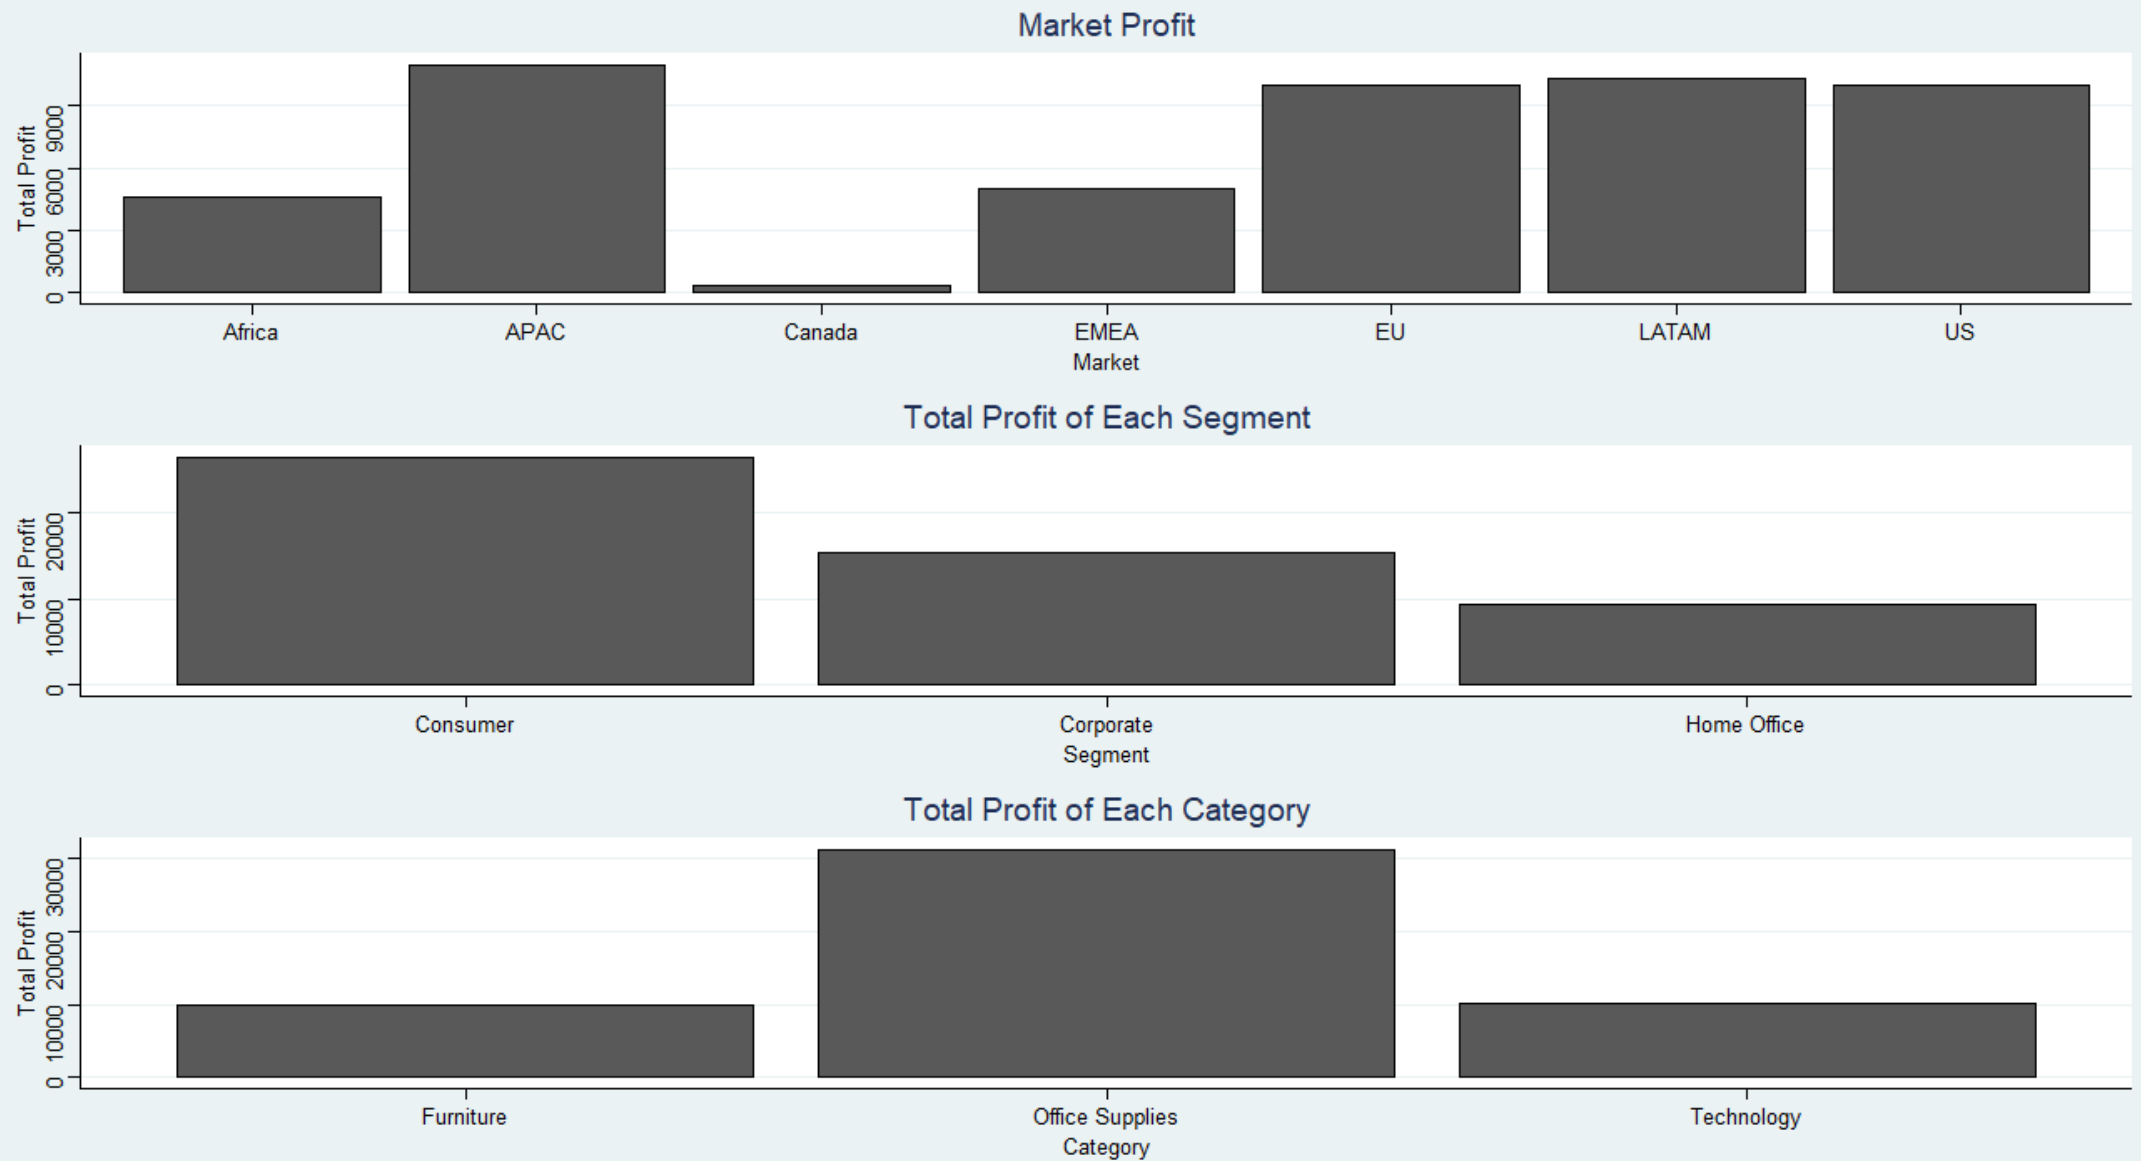 Market Profit
Total Profit
9000
6000
3000
0
Africa APAC Canada EMEA EU LATAM US
Market
Total Profit of Each Segment
Total Profit
20000
10000
0
Consumer Corporate Home Office
Segment
Total Profit of Each Category
Total Profit
30000
20000
10000
0
Furniture Office Supplies Technology
Category